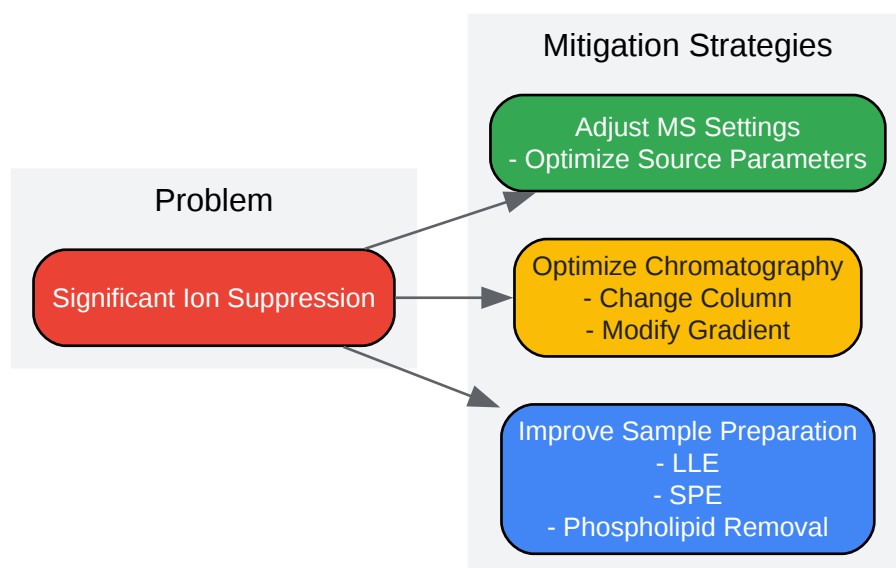 Problem
Significant Ion Suppression
Mitigation Strategies
Adjust MS Settings
- Optimize Source Parameters
Optimize Chromatography
- Change Column
- Modify Gradient
Improve Sample Preparation
- LLE
- SPE
- Phospholipid Removal